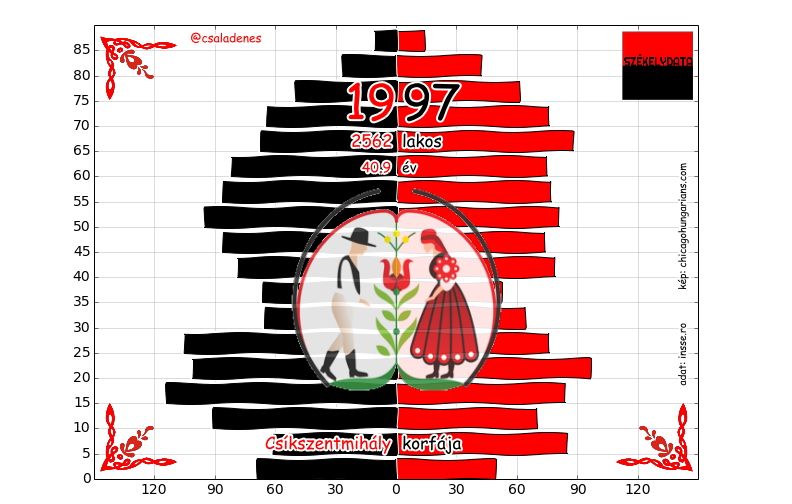 @csaladenes
SZÉKELYDATA
1997
2562 lakos
40.9 év
kép: chicagohungarians.com
adat: insse.ro
Csíkszentmihály korfája
85
80
75
70
65
60
55
50
45
40
35
30
25
20
15
10
5
0
120 90 60 30 0 30 60 90 120